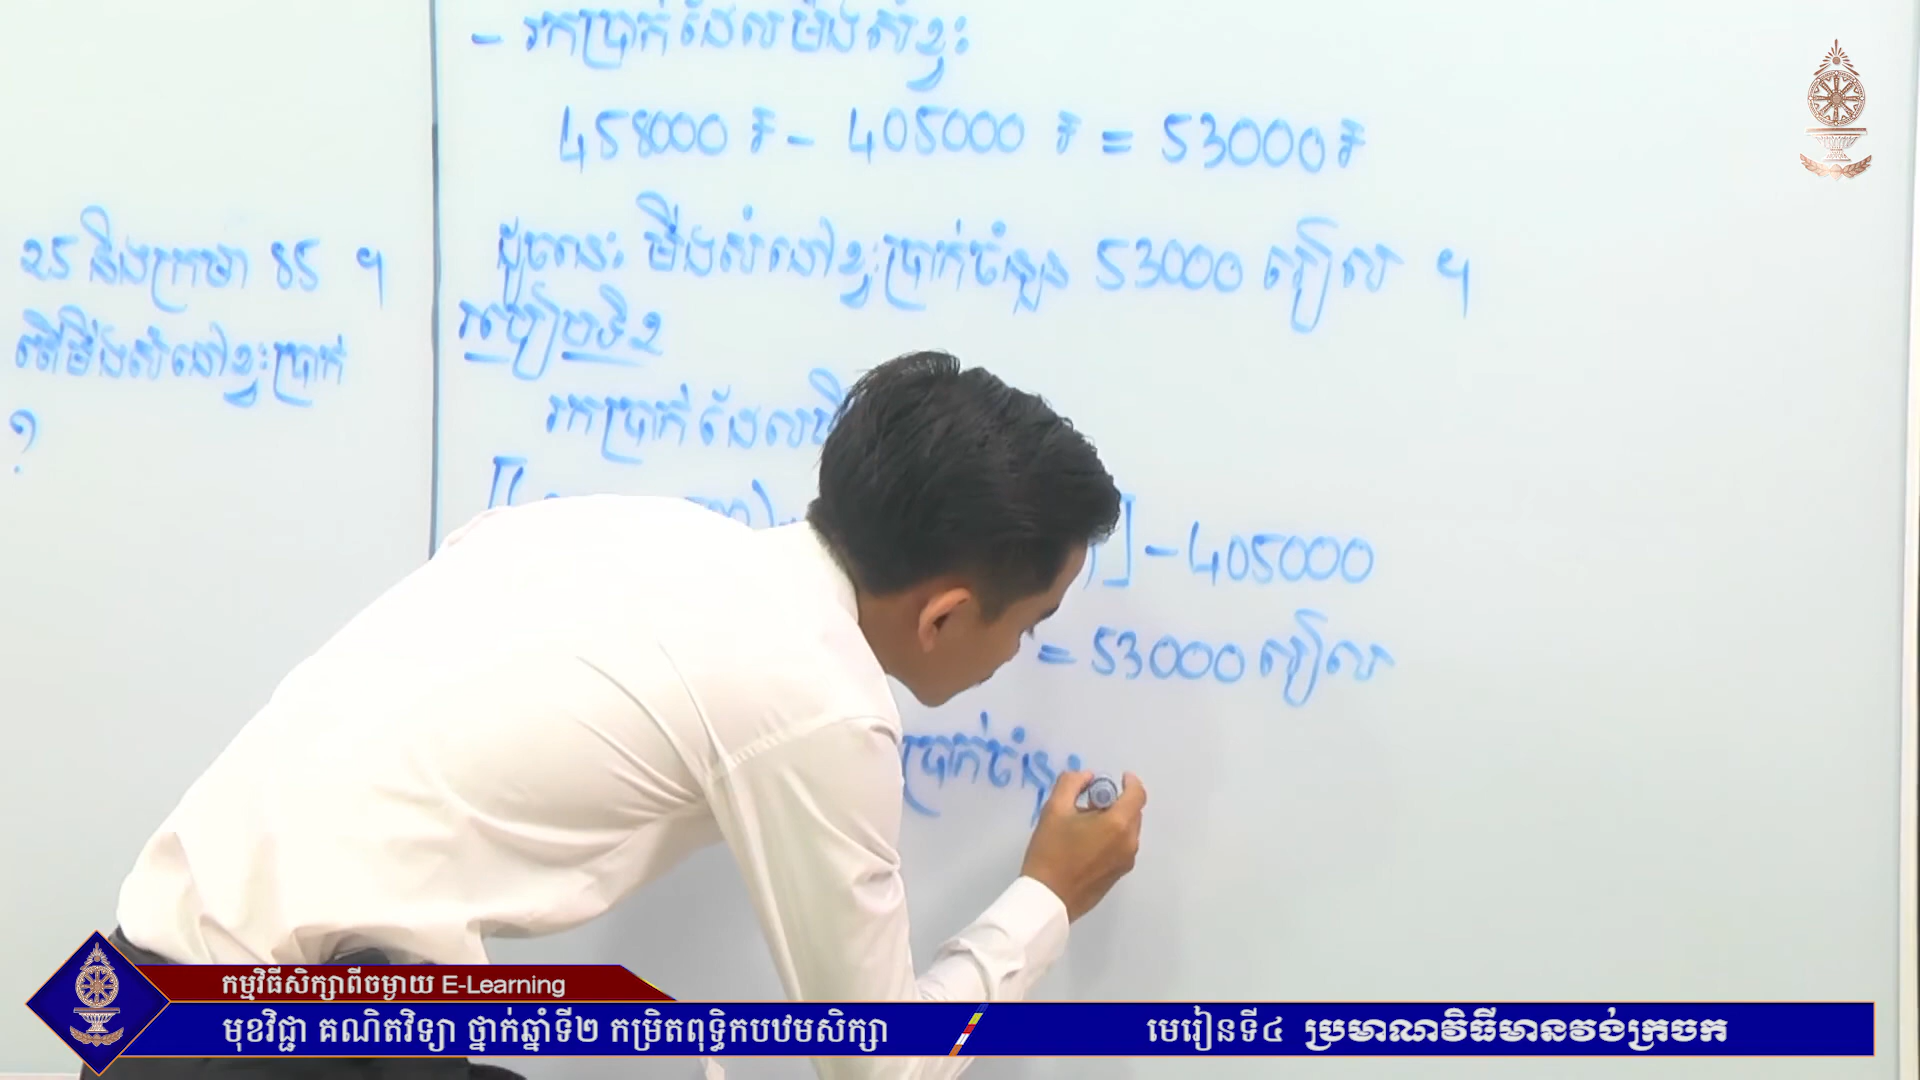 - រកប្រាក់ដែលម៉ីងសំខ្វះ
458000 ៛ - 405000 ៛ = 53000 ៛
ដូចនេះ ម៉ីងសំនៅខ្វះប្រាក់ចំនួន 53000 រៀល ។
របៀបទី២
រកប្រាក់ដែល
] - 405000
= 53000 រៀល
ប្រាក់ចំនួន
25 និងក្រមា 85 ។
តើម៉ីងសំនៅខ្វះប្រាក់
?
កម្មវិធីសិក្សាពីចម្ងាយ E-Learning
មុខវិជ្ជា គណិតវិទ្យា ថ្នាក់ឆ្នាំទី២ កម្រិតពុទ្ធិកបឋមសិក្សា
មេរៀនទី៤ ប្រមាណវិធីមានវង់ក្រចក